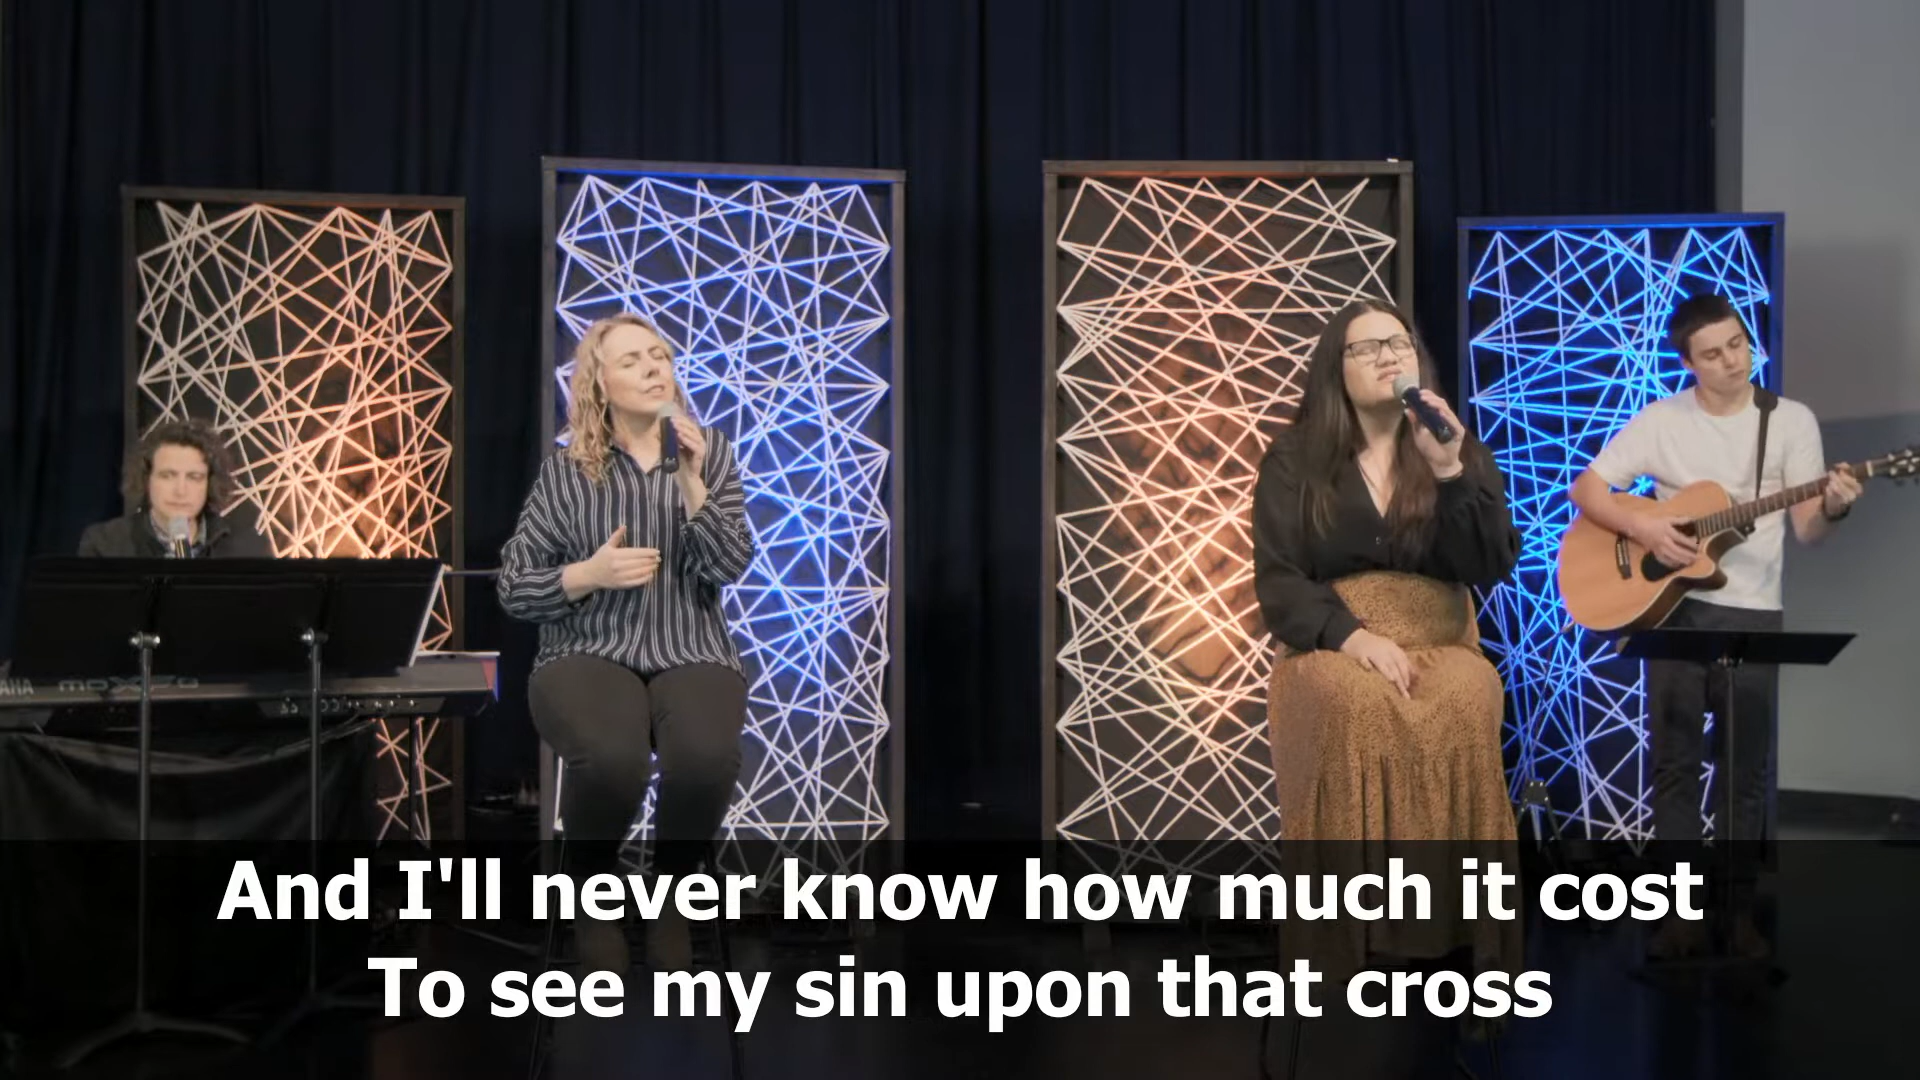 And I'll never know how much it cost
To see my sin upon that cross